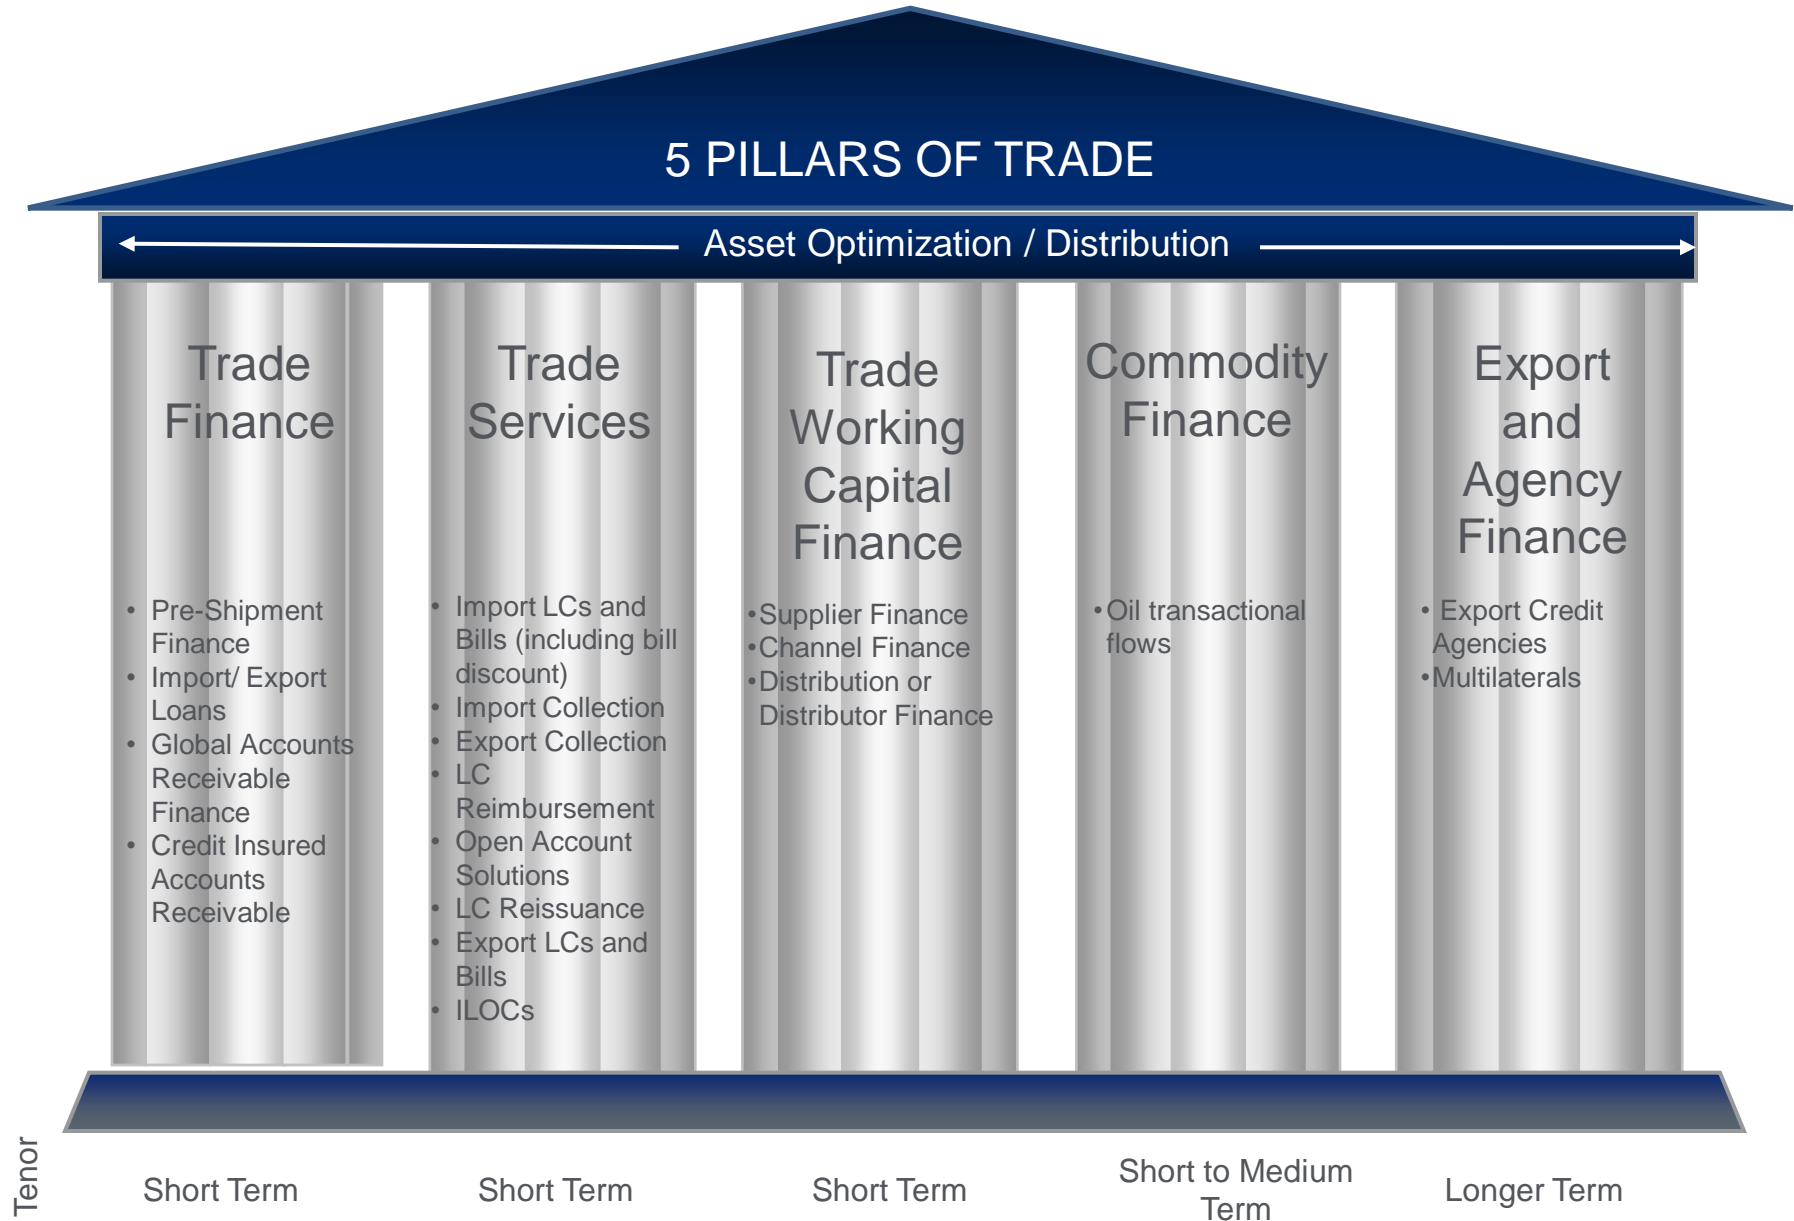 5 PILLARS OF TRADE
Asset Optimization / Distribution
Trade
Finance
• Pre-Shipment
Finance
• Import/ Export
Loans
• Global Accounts
Receivable
Finance
• Credit Insured
Accounts
Receivable
Trade
Services
• Import LCs and
Bills (including bill
discount)
• Import Collection
• Export Collection
• LC
Reimbursement
• Open Account
Solutions
• LC Reissuance
• Export LCs and
Bills
• ILOCs
Trade
Working
Capital
Finance
•Supplier Finance
•Channel Finance
•Distribution or
Distributor Finance
Commodity
Finance
•Oil transactional
flows
Export
and
Agency
Finance
• Export Credit
Agencies
•Multilaterals
Tenor
Short Term
Short Term
Short Term
Short to Medium
Term
Longer Term